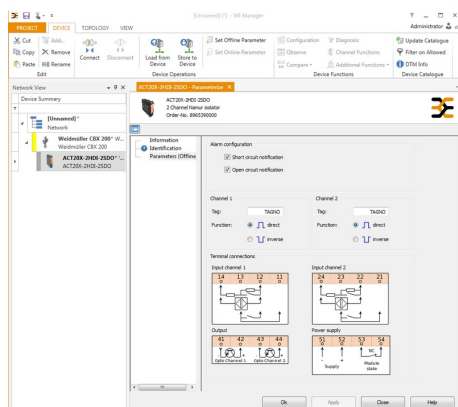 [Unnamed] (*) - WI-Manager
PROJECT DEVICE TOPOLOGY VIEW Administrator
Cut Add... Set Offline Parameter Configuration Diagnosis Update Catalogue
Copy Remove Connect Disconnect Load from Device Store to Device Set Online Parameter Observe Channel Functions Filter on Allowed
Paste Rename Compare Additional Functions DTM Info
Edit Device Operations Device Functions Device Catalogue
Network View
ACT20X-2HDI-2SDO - Parameterize
Device Summary
[Unnamed]*
Network
Weidmüller CBX 200* W...
Weidmüller CBX 200
ACT20X-2HDI-2SDO* '...
ACT20X-2HDI-2SDO
ACT20X-2HDI-2SDO
2 Channel Namur isolator
Order-No. 8965390000
Information
Identification
Parameters (Offline
Alarm configuration
Short circuit notification
Open circuit notification
Channel 1
Tag: TAGNO
Function: direct
inverse
Channel 2
Tag: TAGNO
Function: direct
inverse
Terminal connections
Input channel 1
14 13 12 11
Input channel 2
24 23 22 21
Output
41 42 43 44
Opto Channel 1 Opto Channel 2
Power supply
51 52 53 54
NC
- +
Supply
Module state
Ok Apply Close Help